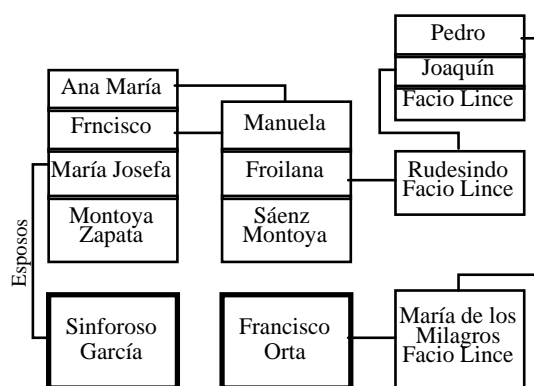 Pedro
Joaquín
Facio Lince
Ana María
Frncisco
María Josefa
Montoya
Zapata
Manuela
Froilana
Sáenz
Montoya
Rudesindo
Facio Lince
Esposos
Sinforoso
García
Francisco
Orta
María de los
Milagros
Facio Lince